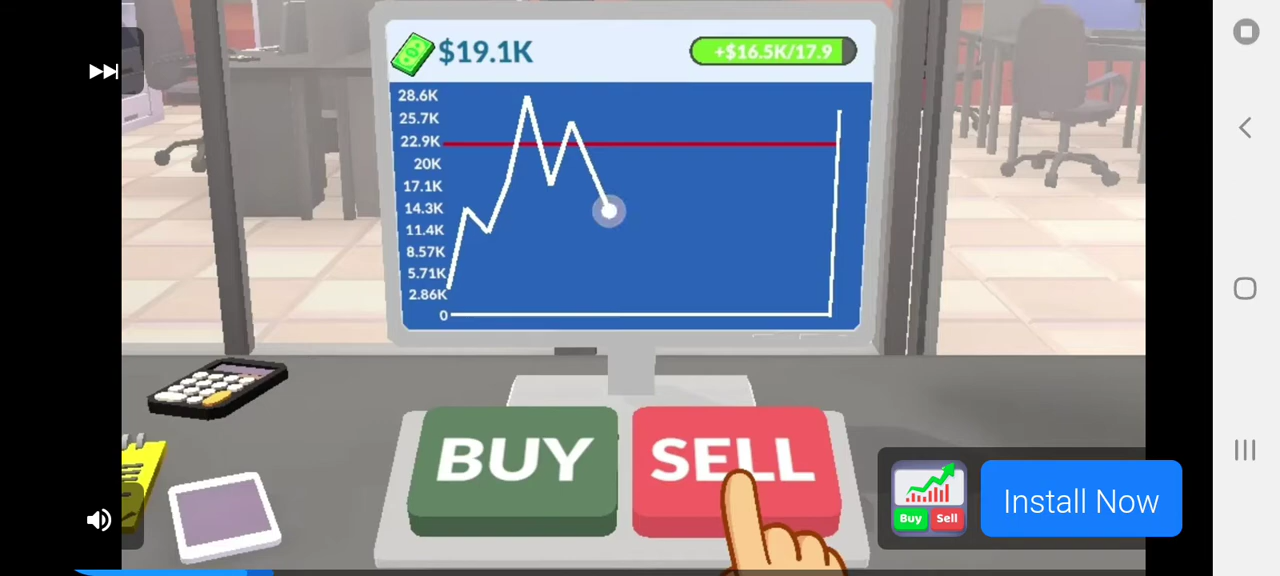 $19.1K
+$16.5K/17.9
28.6K
25.7K
22.9K
20K
17.1K
14.3K
11.4K
8.57K
5.71K
2.86K
0
BUY
SELL
Buy
Sell
Install Now